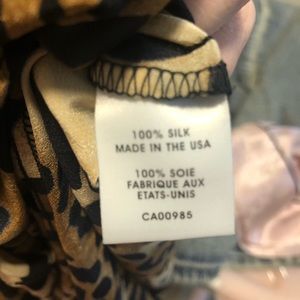 100% SILK
MADE IN THE USA
100% SOIE
FABRIQUE AUX
ETATS-UNIS
CA00985